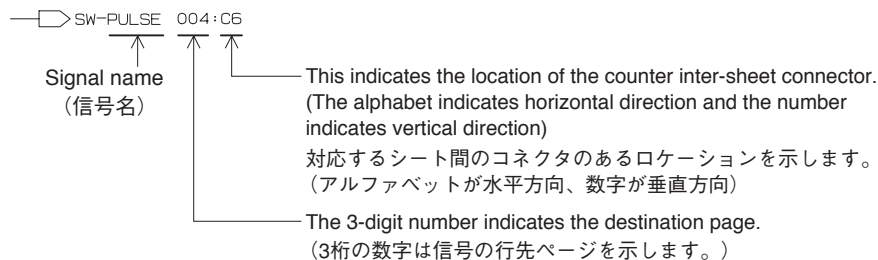 SW-PULSE 004:C6
Signal name
（信号名）
This indicates the location of the counter inter-sheet connector.
(The alphabet indicates horizontal direction and the number
indicates vertical direction)
対応するシート間のコネクタのあるロケーションを示します。
（アルファベットが水平方向、数字が垂直方向）
The 3-digit number indicates the destination page.
（3桁の数字は信号の行先ページを示します。）